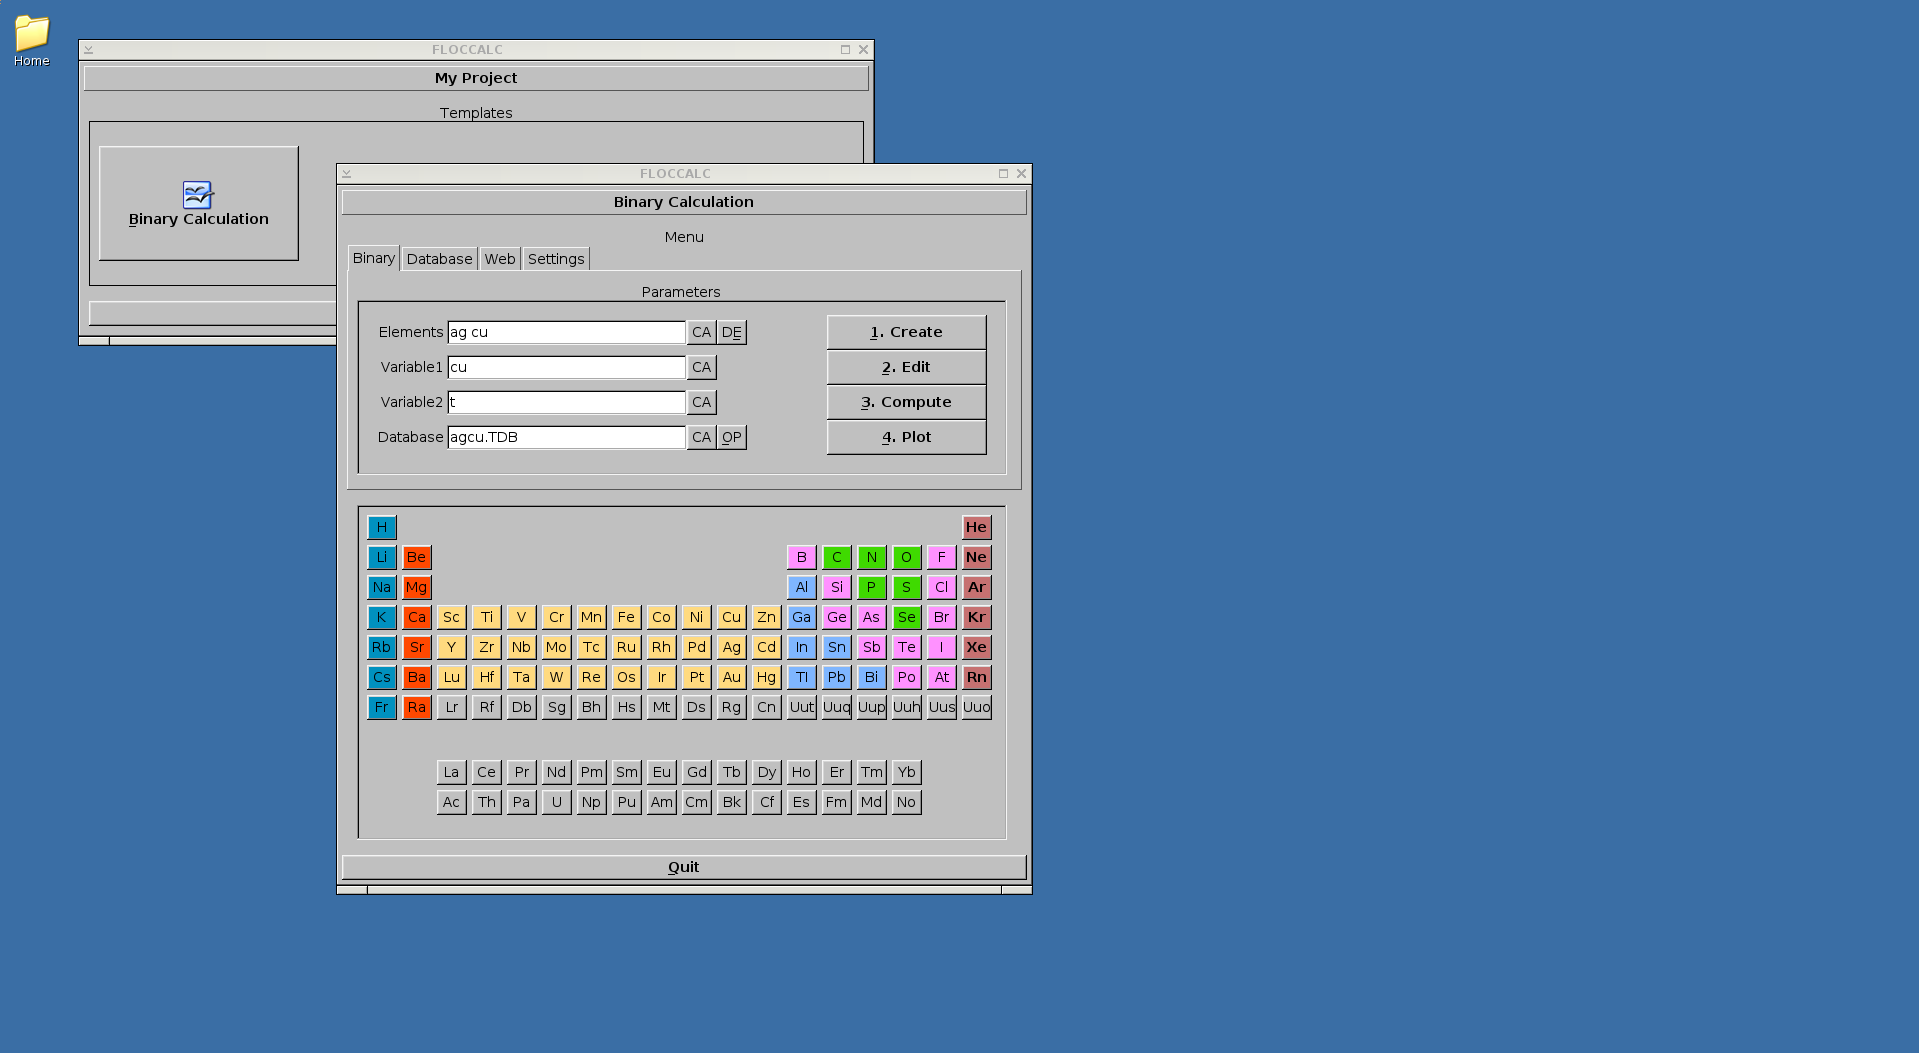 Home
FLOCCALC
My Project
Templates
Binary Calculation
FLOCCALC
Binary Calculation
Menu
Binary Database Web Settings
Parameters
Elements ag cu CA DE 1. Create
Variable1 cu CA 2. Edit
Variable2 t CA 3. Compute
Database agcu.TDB CA OP 4. Plot
H He
Li Be B C N O F Ne
Na Mg Al Si P S Cl Ar
K Ca Sc Ti V Cr Mn Fe Co Ni Cu Zn Ga Ge As Se Br Kr
Rb Sr Y Zr Nb Mo Tc Ru Rh Pd Ag Cd In Sn Sb Te I Xe
Cs Ba Lu Hf Ta W Re Os Ir Pt Au Hg Tl Pb Bi Po At Rn
Fr Ra Lr Rf Db Sg Bh Hs Mt Ds Rg Cn Uut Uuq Uup Uuh Uus Uuo
La Ce Pr Nd Pm Sm Eu Gd Tb Dy Ho Er Tm Yb
Ac Th Pa U Np Pu Am Cm Bk Cf Es Fm Md No
Quit